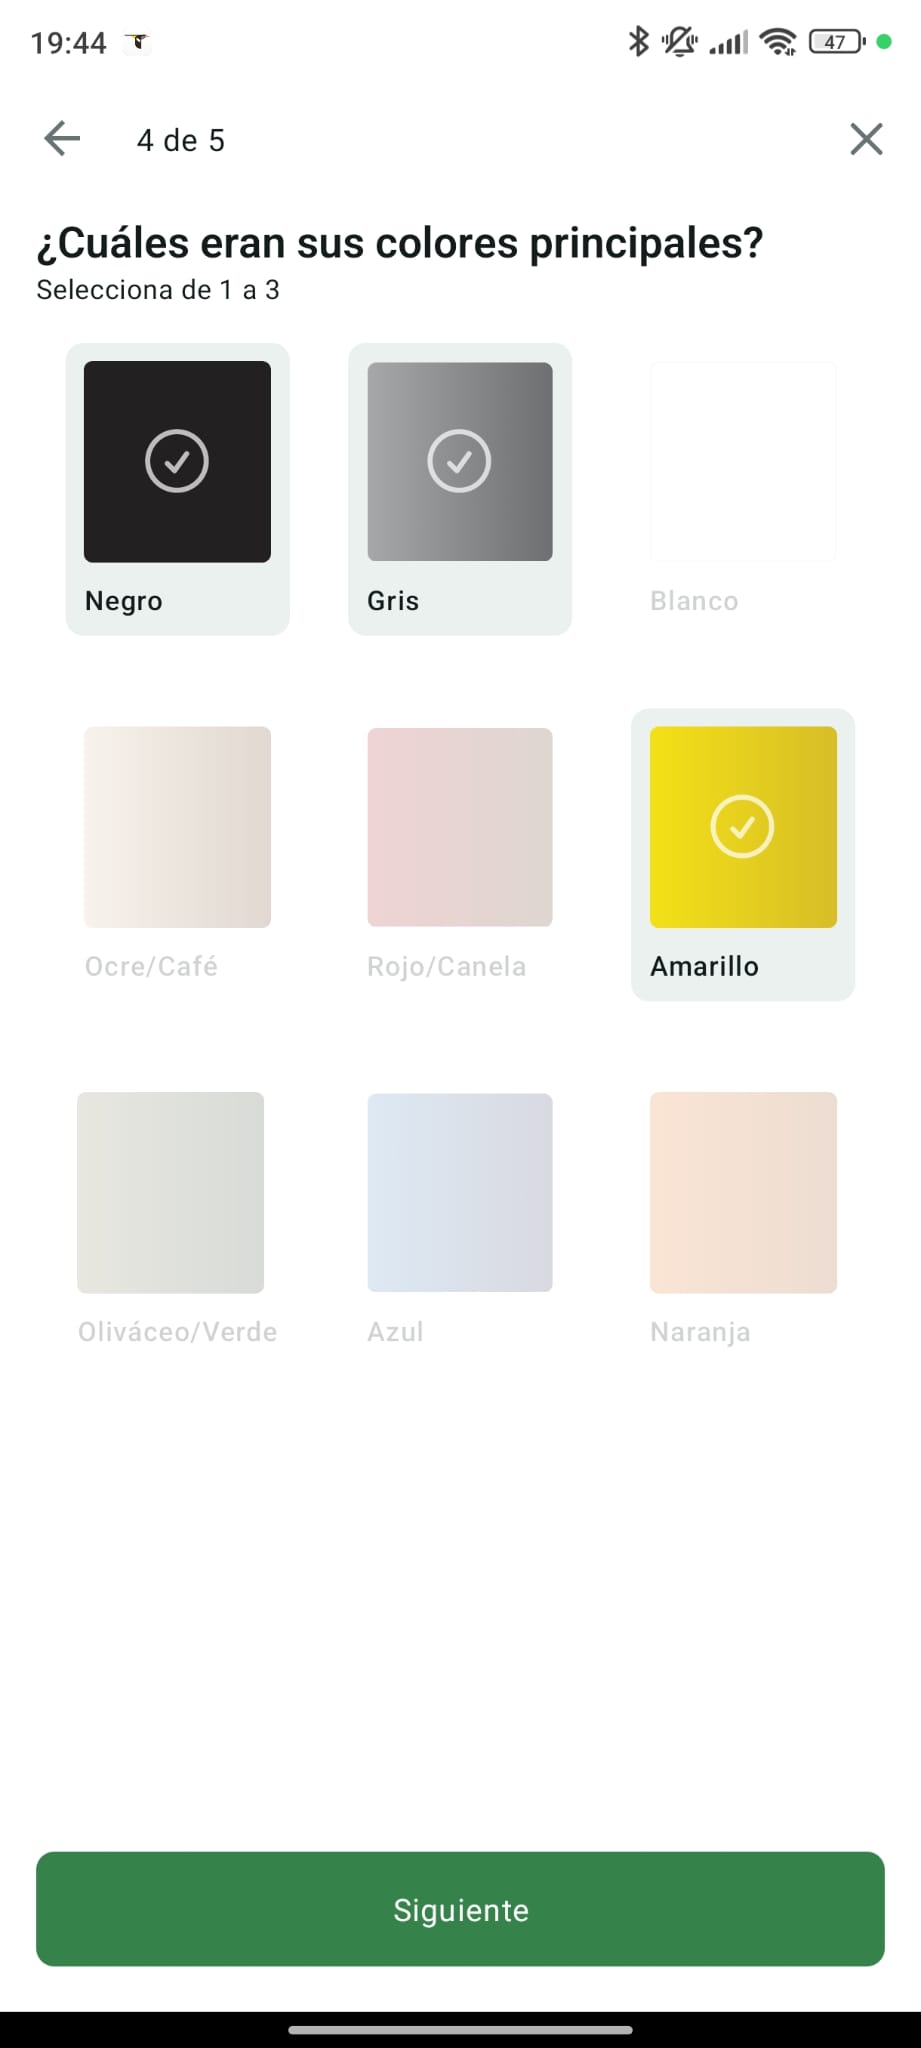 19:44
47
4 de 5
¿Cuáles eran sus colores principales?
Selecciona de 1 a 3
Negro
Gris
Blanco
Ocre/Café
Rojo/Canela
Amarillo
Oliváceo/Verde
Azul
Naranja
Siguiente